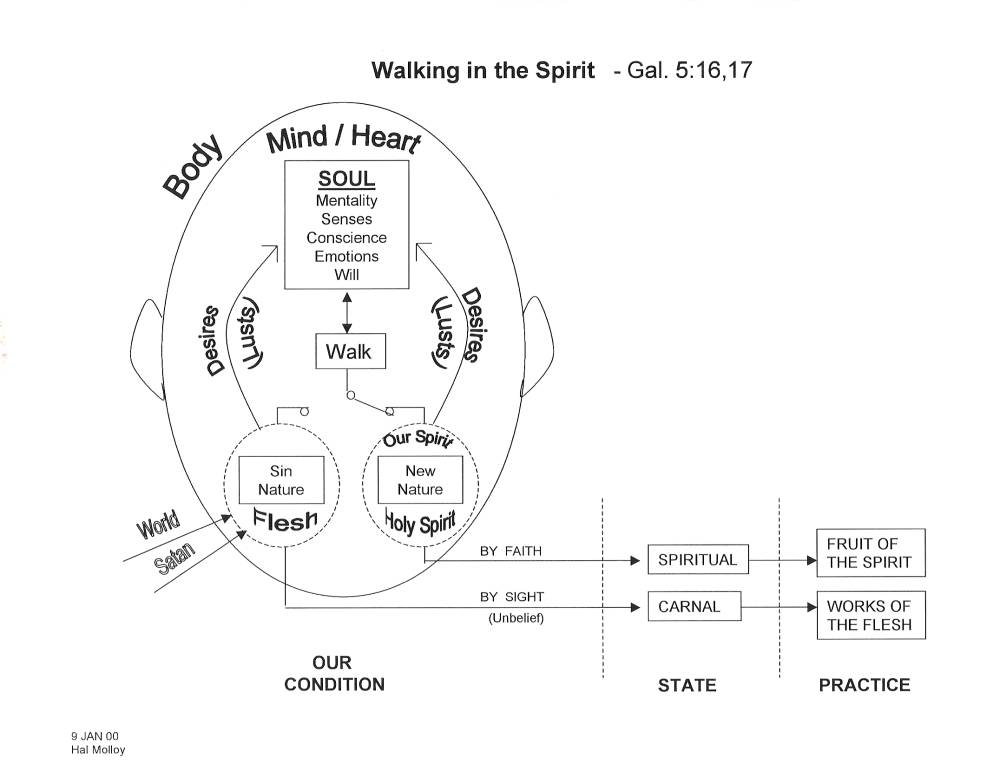 Walking in the Spirit - Gal. 5:16,17
Body
Mind / Heart
SOUL
Mentality
Senses
Conscience
Emotions
Will
Desires
(Lusts)
Desires
(Lusts)
Walk
Our Spirit
Sin
Nature
New
Nature
Flesh
Holy Spirit
World
Satan
BY FAITH
SPIRITUAL
FRUIT OF
THE SPIRIT
BY SIGHT
(Unbelief)
CARNAL
WORKS OF
THE FLESH
OUR
CONDITION
STATE
PRACTICE
9 JAN 00
Hal Molloy